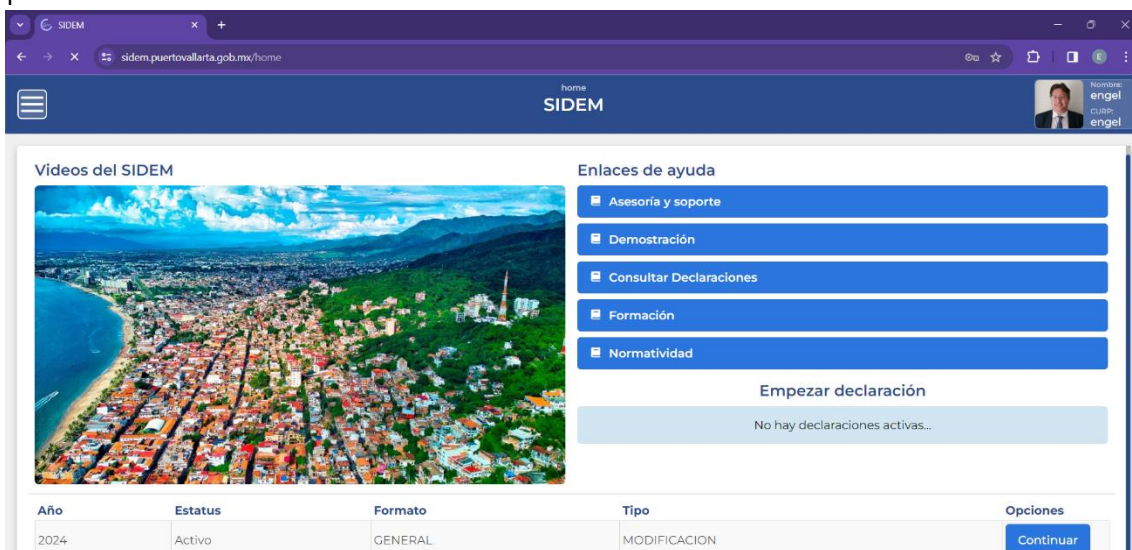 SIDEM
sidem.puertovallarta.gob.mx/home
E
home
SIDEM
Nombre:
engel
CURP:
engel
Videos del SIDEM
Enlaces de ayuda
Asesoría y soporte
Demostración
Consultar Declaraciones
Formación
Normatividad
Empezar declaración
No hay declaraciones activas...
Año Estatus Formato Tipo Opciones
2024 Activo GENERAL MODIFICACION Continuar